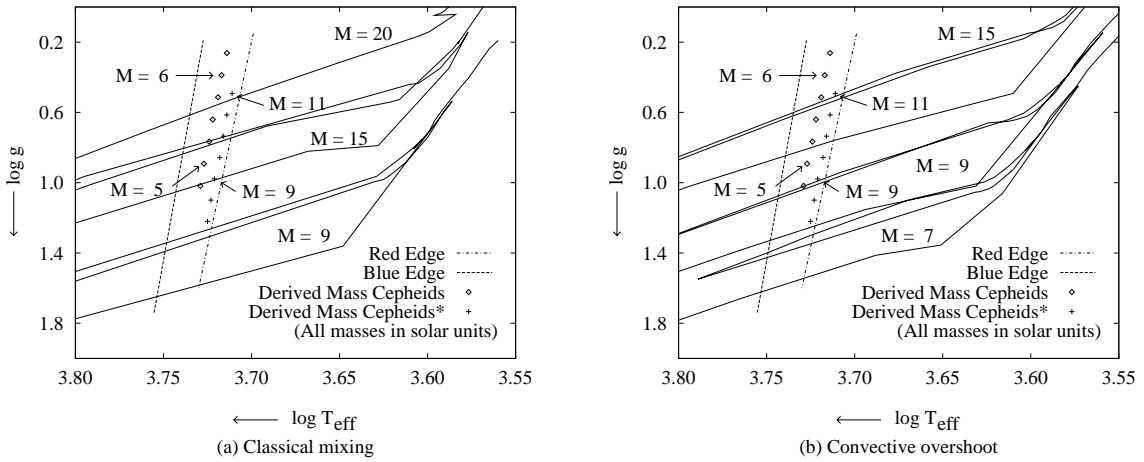 0.2
0.6
1.0
1.4
1.8
log g
M = 20
M = 6
M = 11
M = 15
M = 5
M = 9
M = 9
Red Edge
Blue Edge
Derived Mass Cepheids
Derived Mass Cepheids*
(All masses in solar units)
3.80 3.75 3.70 3.65 3.60 3.55
log Teff
(a) Classical mixing
0.2
0.6
1.0
1.4
1.8
log g
M = 15
M = 6
M = 11
M = 9
M = 5
M = 9
M = 7
Red Edge
Blue Edge
Derived Mass Cepheids
Derived Mass Cepheids*
(All masses in solar units)
3.80 3.75 3.70 3.65 3.60 3.55
log Teff
(b) Convective overshoot